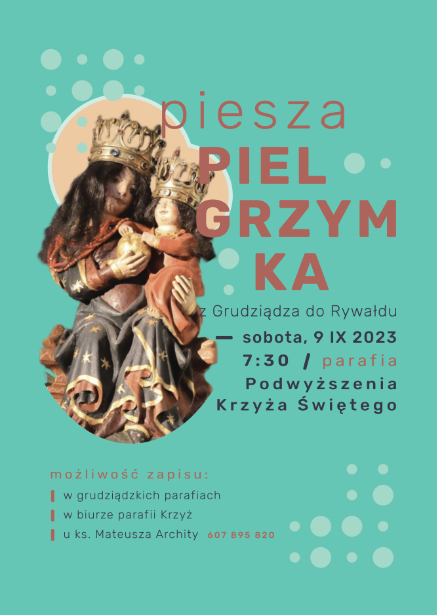 piesza
PIEL
GRZYM
KA
z Grudziądza do Rywałdu
— sobota, 9 IX 2023
7:30 / parafia
Podwyższenia
Krzyża Świętego
możliwość zapisu:
w grudziądzkich parafiach
w biurze parafii Krzyż
u ks. Mateusza Archity 607 895 820